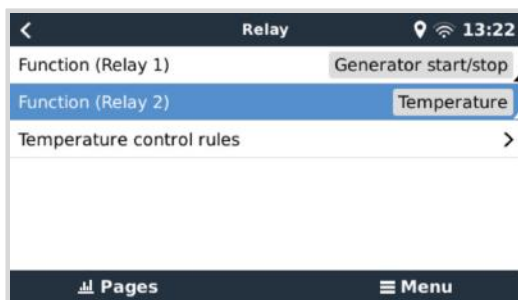 Relay 13:22
Function (Relay 1) Generator start/stop
Function (Relay 2) Temperature
Temperature control rules
Pages Menu